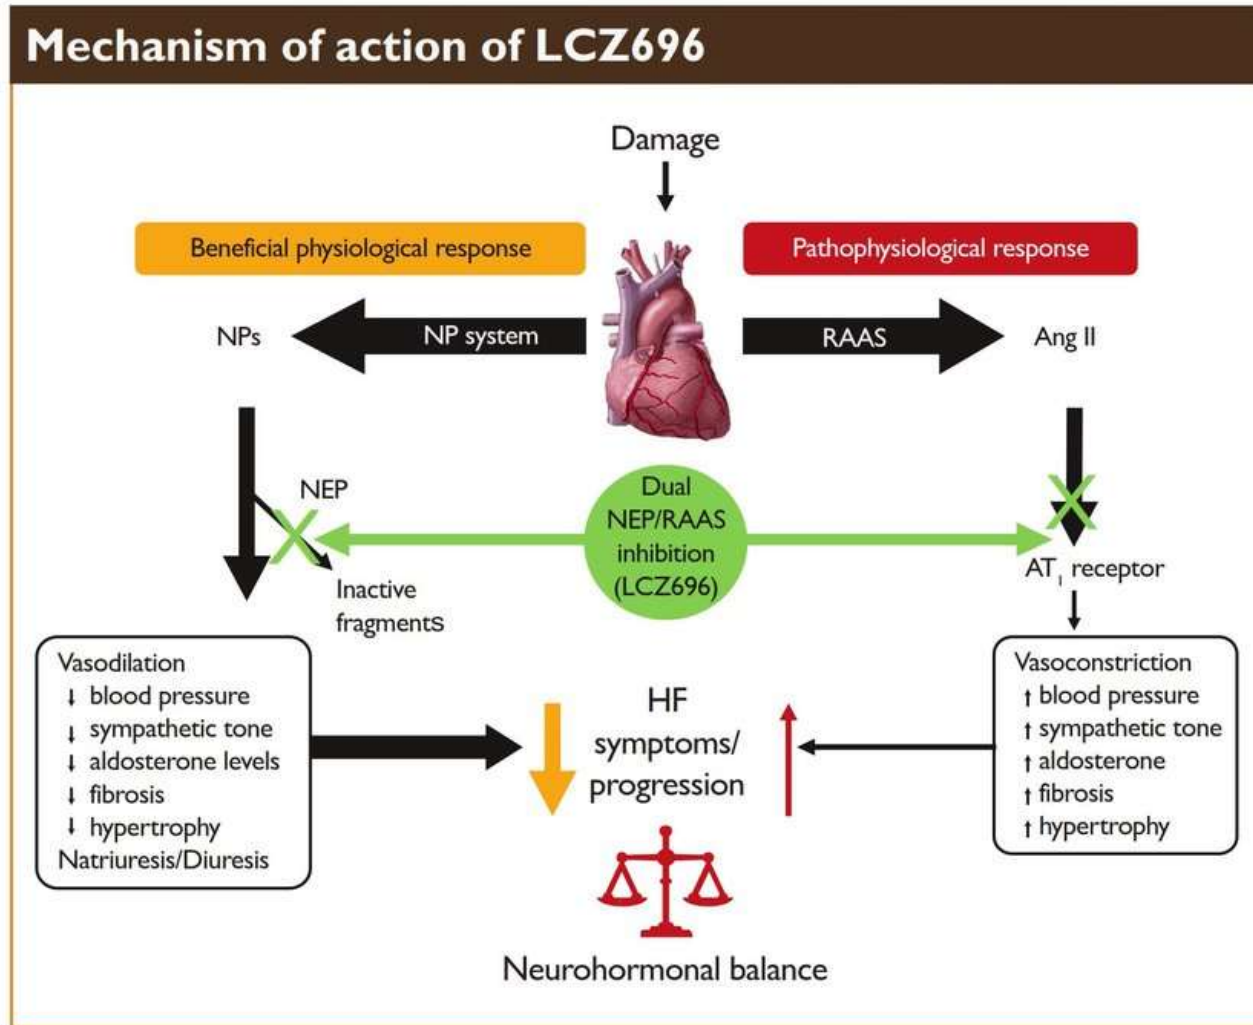 Mechanism of action of LCZ696
Damage
Beneficial physiological response
Pathophysiological response
NPs
NP system
RAAS
Ang II
NEP
Dual
NEP/RAAS
inhibition
(LCZ696)
Inactive
fragments
AT₁ receptor
Vasodilation
↓ blood pressure
↓ sympathetic tone
↓ aldosterone levels
↓ fibrosis
↓ hypertrophy
Natriuresis/Diuresis
HF
symptoms/
progression
Vasoconstriction
↑ blood pressure
↑ sympathetic tone
↑ aldosterone
↑ fibrosis
↑ hypertrophy
Neurohormonal balance